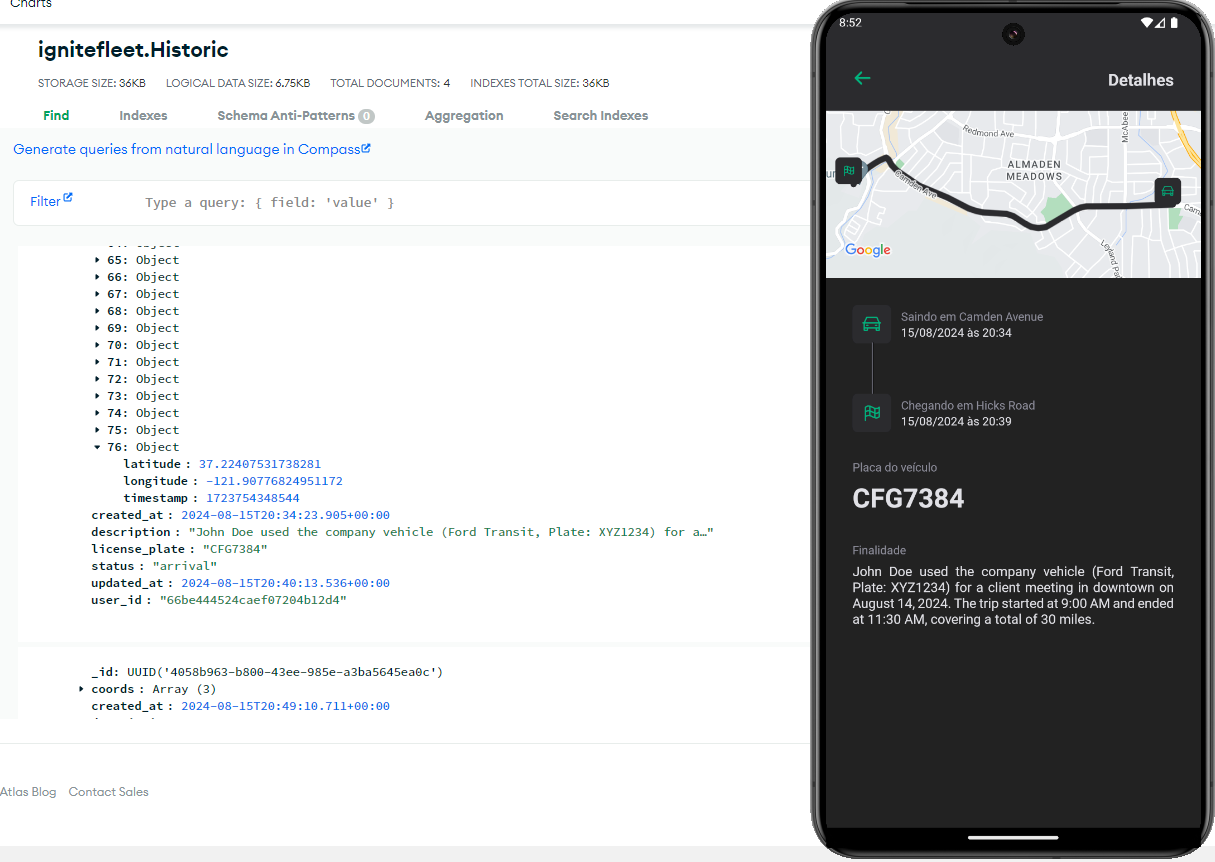 Charts
ignitefleet.Historic
STORAGE SIZE: 36KB LOGICAL DATA SIZE: 6.75KB TOTAL DOCUMENTS: 4 INDEXES TOTAL SIZE: 36KB
Find Indexes Schema Anti-Patterns 0 Aggregation Search Indexes
Generate queries from natural language in Compass
Filter Type a query: { field: 'value' }
65: Object
66: Object
67: Object
68: Object
69: Object
70: Object
71: Object
72: Object
73: Object
74: Object
75: Object
76: Object
latitude : 37.22407531738281
longitude : -121.90776824951172
timestamp : 1723754348544
created_at : 2024-08-15T20:34:23.905+00:00
description : "John Doe used the company vehicle (Ford Transit, Plate: XYZ1234) for a…"
license_plate : "CFG7384"
status : "arrival"
updated_at : 2024-08-15T20:40:13.536+00:00
user_id : "66be444524caef07204b12d4"
_id: UUID('4058b963-b800-43ee-985e-a3ba5645ea0c')
coords : Array (3)
created_at : 2024-08-15T20:49:10.711+00:00
Atlas Blog Contact Sales
8:52
Detalhes
Redmond Ave
McAbee
ALMADEN
MEADOWS
Camden Ave
Leyland Pa
Google
Saindo em Camden Avenue
15/08/2024 às 20:34
Chegando em Hicks Road
15/08/2024 às 20:39
Placa do veículo
CFG7384
Finalidade
John Doe used the company vehicle (Ford Transit,
Plate: XYZ1234) for a client meeting in downtown on
August 14, 2024. The trip started at 9:00 AM and ended
at 11:30 AM, covering a total of 30 miles.